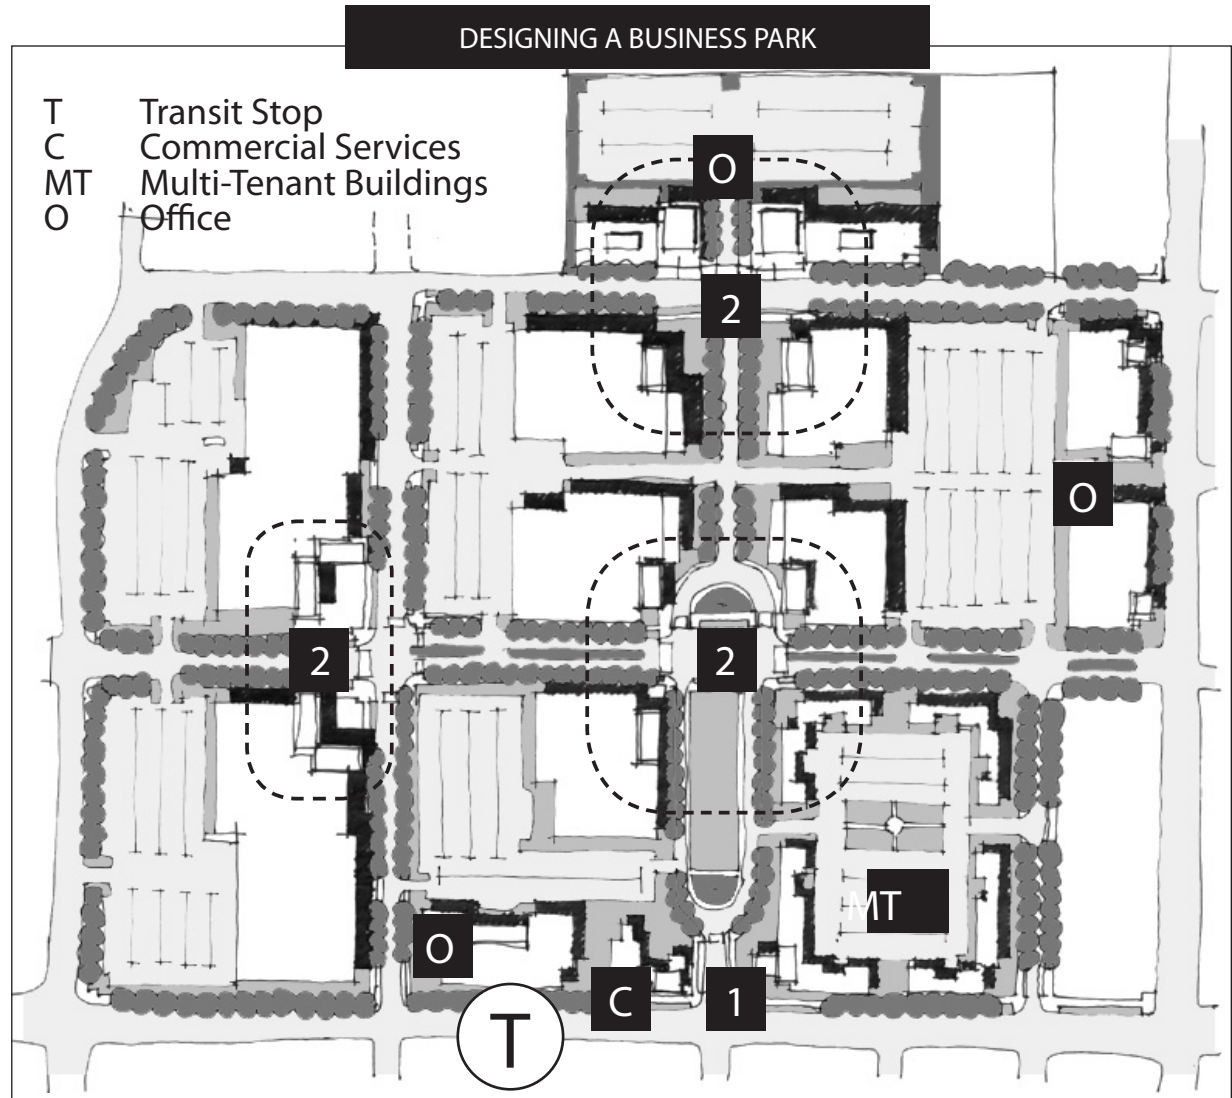 DESIGNING A BUSINESS PARK
T Transit Stop
C Commercial Services
MT Multi-Tenant Buildings
O Office
O
2
O
2
2
MT
O
C
1
T